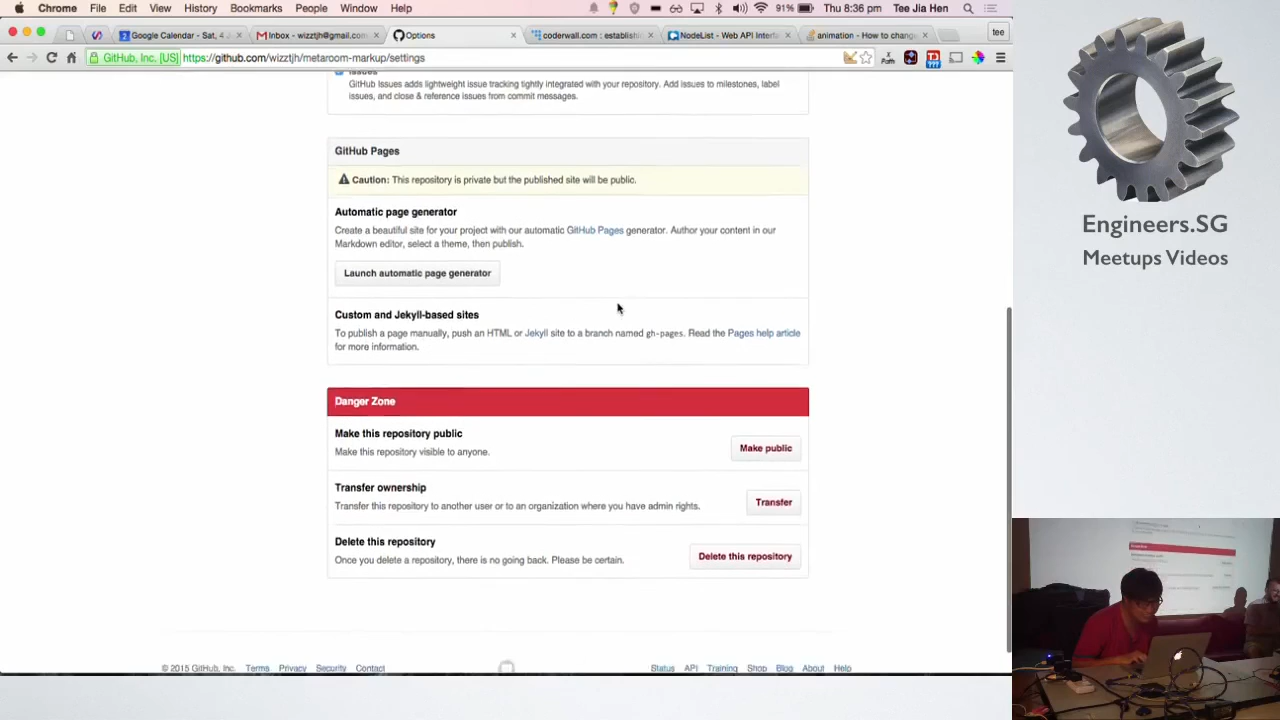 Chrome File Edit View History Bookmarks People Window Help 91% Thu 8:36 pm Tee Jia Hen
Google Calendar - Sat, 4 J
Inbox - wizztjh@gmail.com
Options
coderwall.com : establishin
NodeList - Web API Interf
animation - How to chang
tee
GitHub, Inc. [US] https://github.com/wizztjh/metaroom-markup/settings
Issues
GitHub Issues adds lightweight issue tracking tightly integrated with your repository. Add issues to milestones, label
issues, and close & reference issues from commit messages.
GitHub Pages
Caution: This repository is private but the published site will be public.
Automatic page generator
Create a beautiful site for your project with our automatic GitHub Pages generator. Author your content in our
Markdown editor, select a theme, then publish.
Launch automatic page generator
Custom and Jekyll-based sites
To publish a page manually, push an HTML or Jekyll site to a branch named gh-pages. Read the Pages help article
for more information.
Danger Zone
Make this repository public
Make this repository visible to anyone.
Make public
Transfer ownership
Transfer this repository to another user or to an organization where you have admin rights.
Transfer
Delete this repository
Once you delete a repository, there is no going back. Please be certain.
Delete this repository
© 2015 GitHub, Inc. Terms Privacy Security Contact
Status API Training Shop Blog About Help
Engineers.SG
Meetups Videos